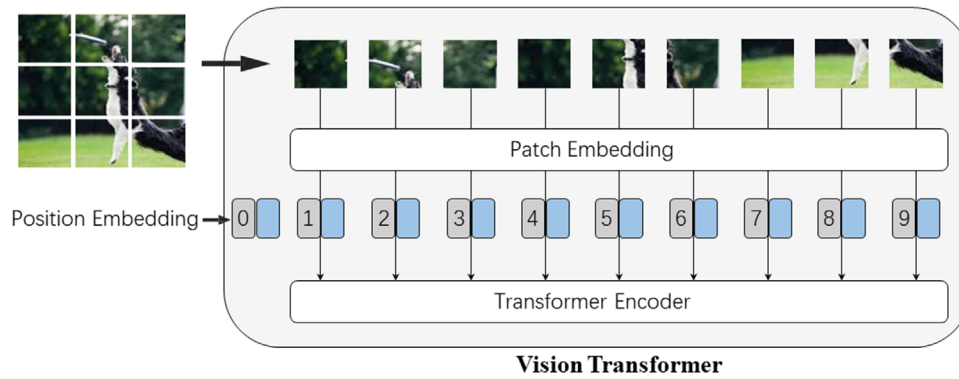 Patch Embedding
Position Embedding 0 1 2 3 4 5 6 7 8 9
Transformer Encoder
Vision Transformer